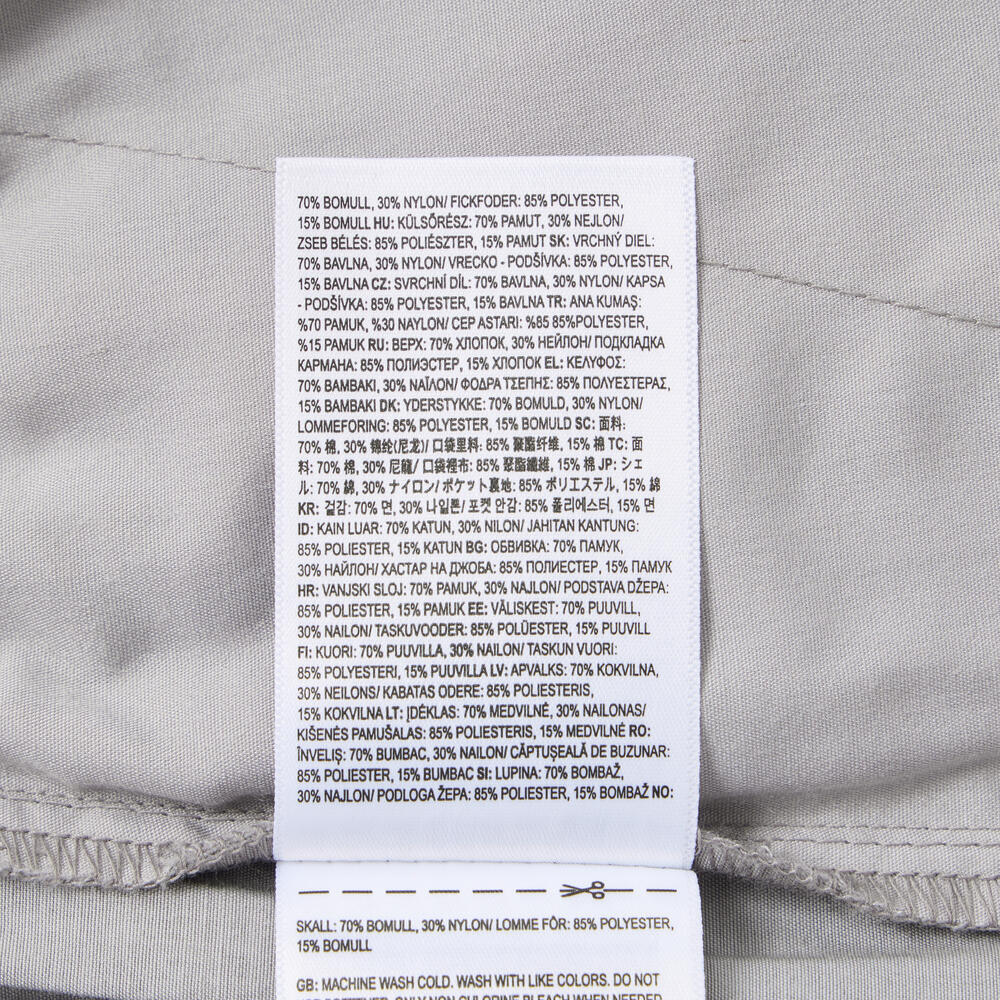 70% BOMULL, 30% NYLON/ FICKFODER: 85% POLYESTER,
15% BOMULL HU: KÜLSŐRÉSZ: 70% PAMUT, 30% NEJLON/
ZSEB BÉLÉS: 85% POLIÉSZTER, 15% PAMUT SK: VRCHNÝ DIEL:
70% BAVLNA, 30% NYLON/ VRECKO - PODŠÍVKA: 85% POLYESTER,
15% BAVLNA CZ: SVRCHNÍ DÍL: 70% BAVLNA, 30% NYLON/ KAPSA
- PODŠÍVKA: 85% POLYESTER, 15% BAVLNA TR: ANA KUMAŞ:
%70 PAMUK, %30 NAYLON/ CEP ASTARI: %85 85%POLYESTER,
%15 PAMUK RU: ВЕРХ: 70% ХЛОПОК, 30% НЕЙЛОН/ ПОДКЛАДКА
КАРМАНА: 85% ПОЛИЭСТЕР, 15% ХЛОПОК EL: ΚΕΛΥΦΟΣ:
70% ΒΑΜΒΑΚΙ, 30% ΝΑΪΛΟΝ/ ΦΟΔΡΑ ΤΣΕΠΗΣ: 85% ΠΟΛΥΕΣΤΕΡΑΣ,
15% ΒΑΜΒΑΚΙ DK: YDERSTYKKE: 70% BOMULD, 30% NYLON/
LOMMEFORING: 85% POLYESTER, 15% BOMULD SC: 面料:
70% 棉, 30% 锦纶(尼龙)/ 口袋里料: 85% 聚酯纤维, 15% 棉 TC: 面
料: 70% 棉, 30% 尼龍/ 口袋裡布: 85% 聚酯纖維, 15% 棉 JP: シェ
ル: 70% 綿, 30% ナイロン/ ポケット裏地: 85% ポリエステル, 15% 綿
KR: 겉감: 70% 면, 30% 나일론/ 포켓 안감: 85% 폴리에스터, 15% 면
ID: KAIN LUAR: 70% KATUN, 30% NILON/ JAHITAN KANTUNG:
85% POLIESTER, 15% KATUN BG: ОБВИВКА: 70% ПАМУК,
30% НАЙЛОН/ ХАСТАР НА ДЖОБА: 85% ПОЛИЕСТЕР, 15% ПАМУК
HR: VANJSKI SLOJ: 70% PAMUK, 30% NAJLON/ PODSTAVA DŽEPA:
85% POLIESTER, 15% PAMUK EE: VÄLISKEST: 70% PUUVILL,
30% NAILON/ TASKUVOODER: 85% POLÜESTER, 15% PUUVILL
FI: KUORI: 70% PUUVILLA, 30% NAILON/ TASKUN VUORI:
85% POLYESTERI, 15% PUUVILLA LV: APVALKS: 70% KOKVILNA,
30% NEILONS/ KABATAS ODERE: 85% POLIESTERIS,
15% KOKVILNA LT: ĮDĖKLAS: 70% MEDVILNĖ, 30% NAILONAS/
KIŠENĖS PAMUŠALAS: 85% POLIESTERIS, 15% MEDVILNĖ RO:
ÎNVELIȘ: 70% BUMBAC, 30% NAILON/ CĂPTUȘEALĂ DE BUZUNAR:
85% POLIESTER, 15% BUMBAC SI: LUPINA: 70% BOMBAŽ,
30% NAJLON/ PODLOGA ŽEPA: 85% POLIESTER, 15% BOMBAŽ NO:
SKALL: 70% BOMULL, 30% NYLON/ LOMME FÔR: 85% POLYESTER,
15% BOMULL
GB: MACHINE WASH COLD. WASH WITH LIKE COLORS. DO NOT
USE SOFTENER. ONLY NON CHLORINE BLEACH WHEN NEEDED.